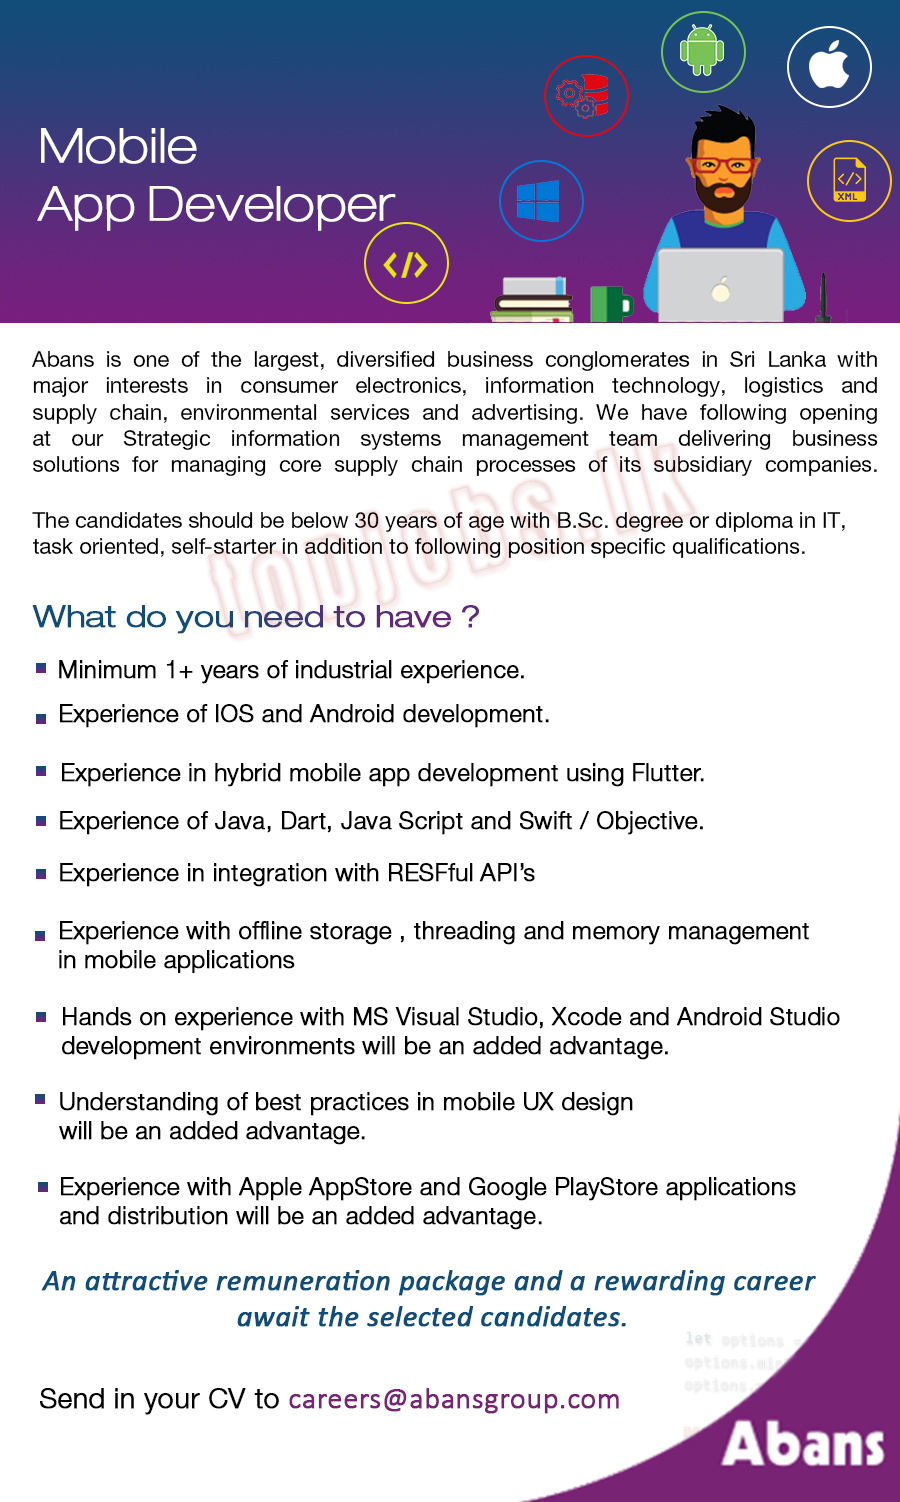 Mobile
App Developer
</>
XML
</>
Abans is one of the largest, diversified business conglomerates in Sri Lanka with
major interests in consumer electronics, information technology, logistics and
supply chain, environmental services and advertising. We have following opening
at our Strategic information systems management team delivering business
solutions for managing core supply chain processes of its subsidiary companies.
The candidates should be below 30 years of age with B.Sc. degree or diploma in IT,
task oriented, self-starter in addition to following position specific qualifications.
topjobs.lk
What do you need to have ?
Minimum 1+ years of industrial experience.
Experience of IOS and Android development.
Experience in hybrid mobile app development using Flutter.
Experience of Java, Dart, Java Script and Swift / Objective.
Experience in integration with RESFful API's
Experience with offline storage , threading and memory management
in mobile applications
Hands on experience with MS Visual Studio, Xcode and Android Studio
development environments will be an added advantage.
Understanding of best practices in mobile UX design
will be an added advantage.
Experience with Apple AppStore and Google PlayStore applications
and distribution will be an added advantage.
An attractive remuneration package and a rewarding career
await the selected candidates.
let options =
options.min
options.
Send in your CV to careers@abansgroup.com
Abans